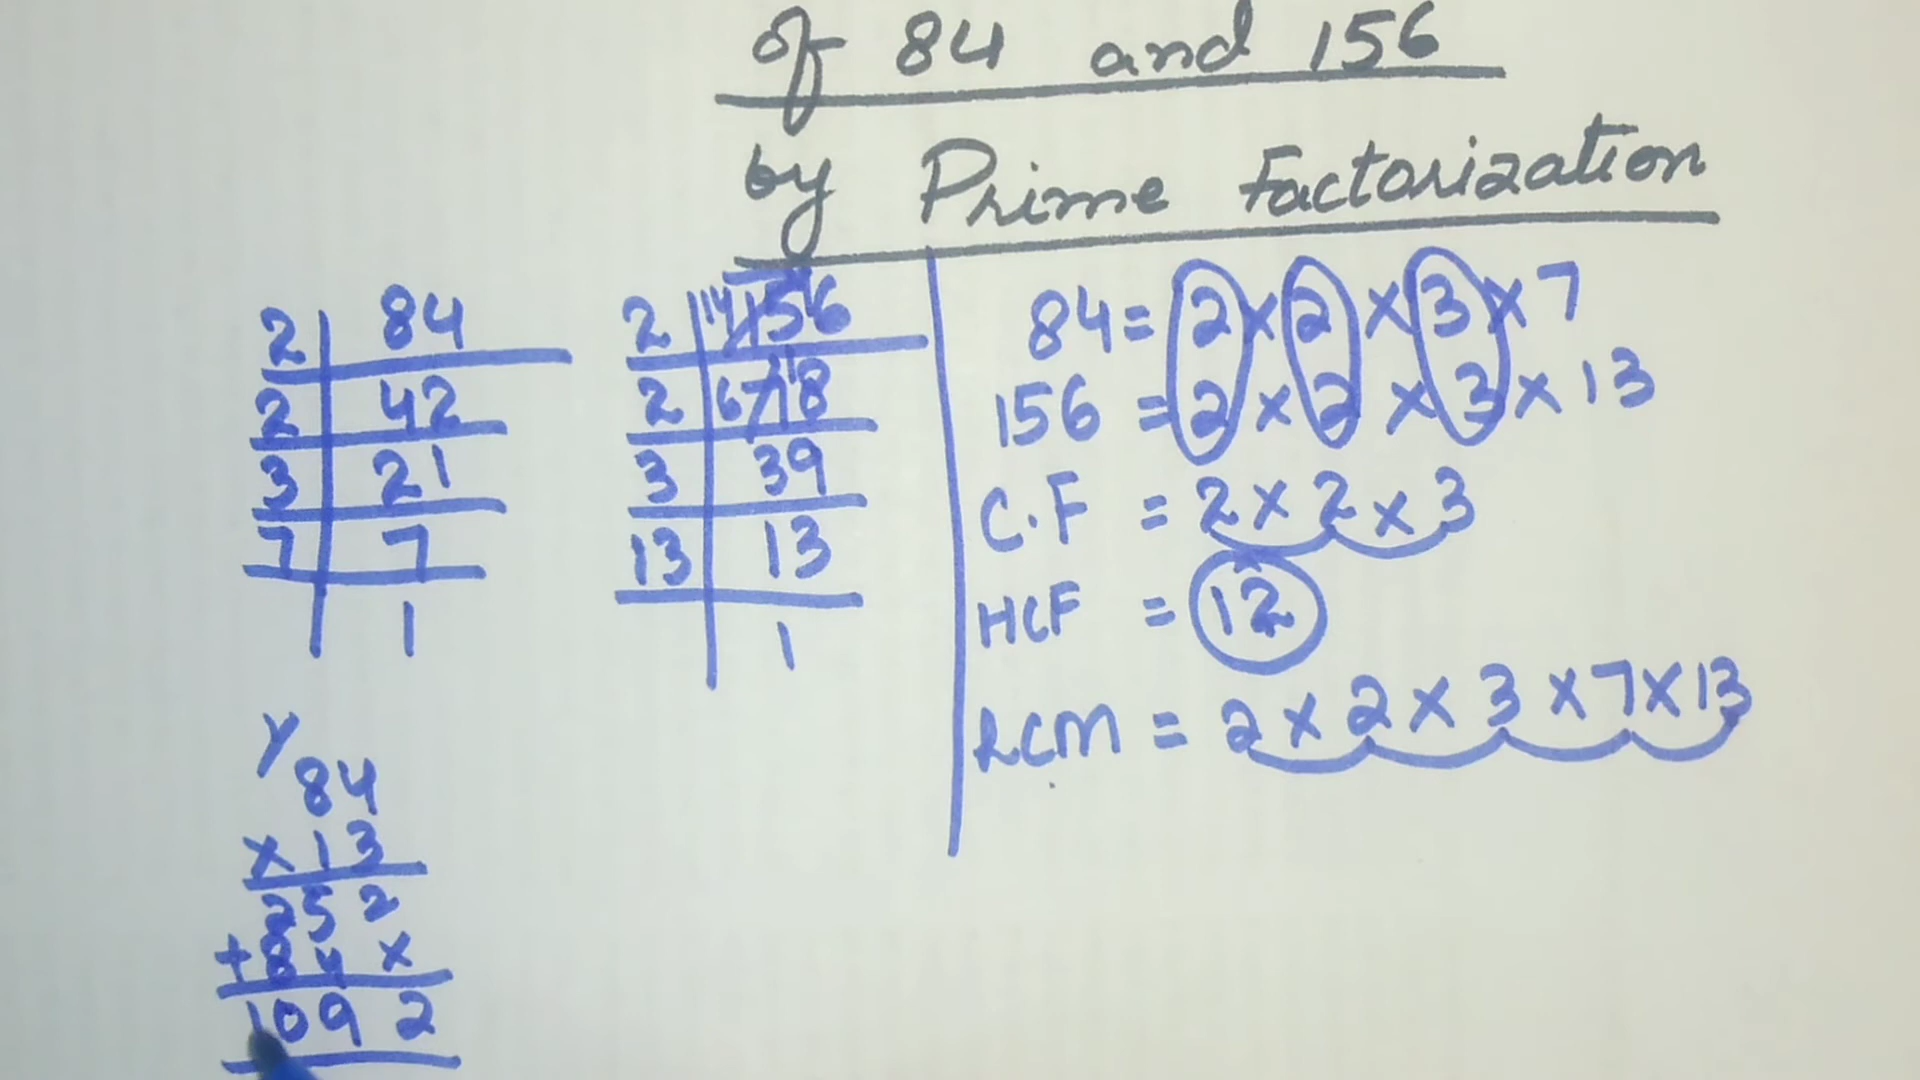 of 84 and 156
by Prime Factorization
2 | 84
2 | 42
3 | 21
7 | 7
1
2 | 156
2 | 78
3 | 39
13 | 13
1
84 = 2 × 2 × 3 × 7
156 = 2 × 2 × 3 × 13
C.F = 2 × 2 × 3
HCF = 12
LCM = 2 × 2 × 3 × 7 × 13
84
× 13
252
+ 84 ×
1092